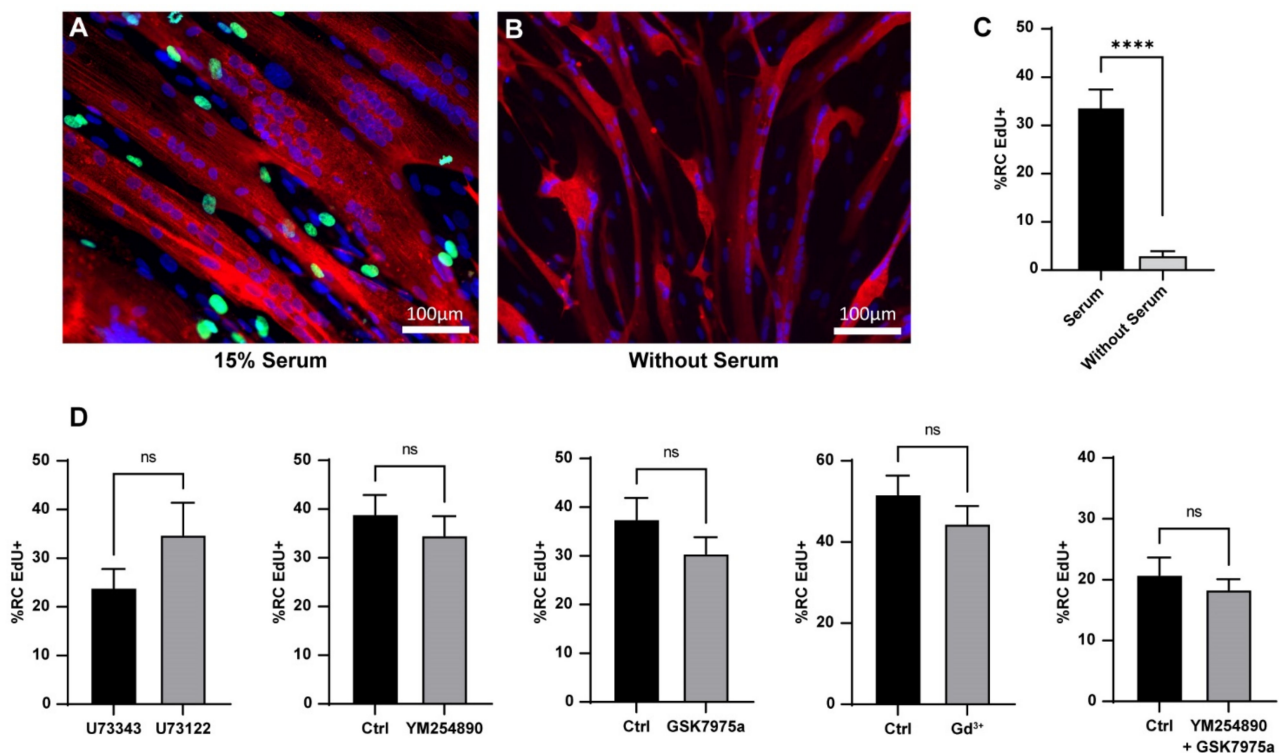 A
B
100µm
100µm
15% Serum
Without Serum
C
50
40
30
20
10
0
%RC EdU+
****
Serum
Without Serum
D
50
40
30
20
10
0
%RC EdU+
ns
U73343 U73122
50
40
30
20
10
0
%RC EdU+
ns
Ctrl YM254890
50
40
30
20
10
0
%RC EdU+
ns
Ctrl GSK7975a
60
40
20
0
%RC EdU+
ns
Ctrl Gd³⁺
40
30
20
10
0
%RC EdU+
ns
Ctrl YM254890
+ GSK7975a